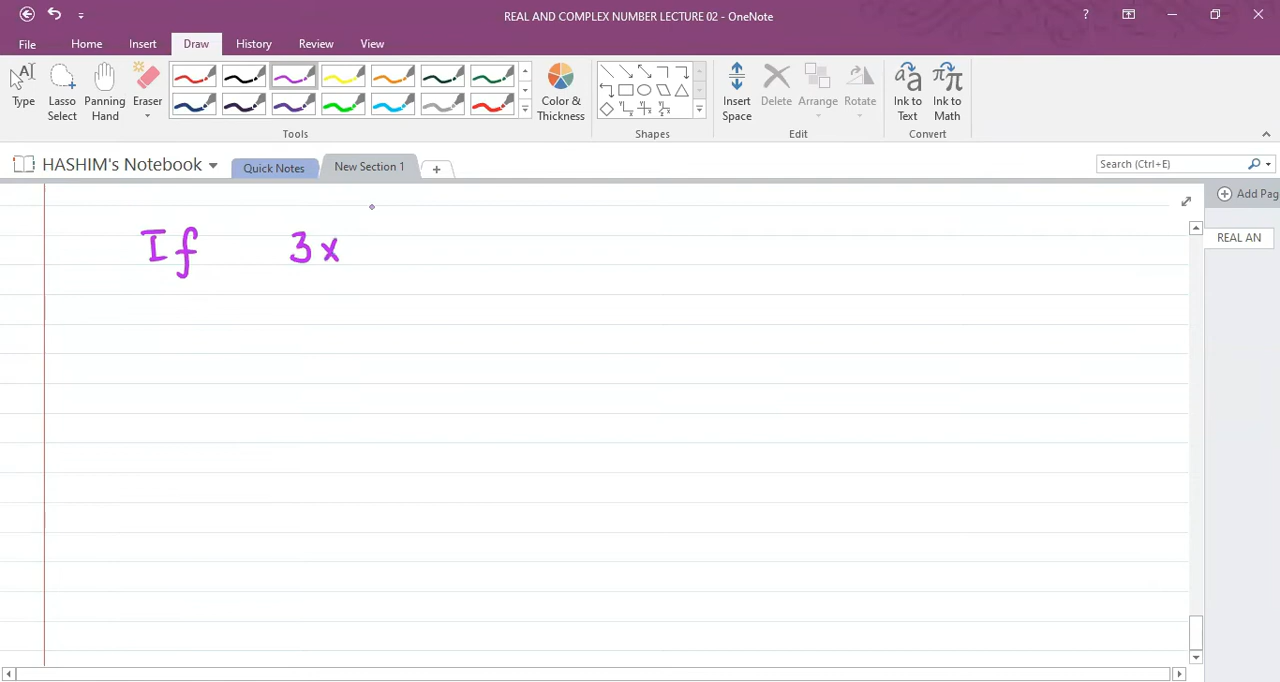 REAL AND COMPLEX NUMBER LECTURE 02 - OneNote
File Home Insert Draw History Review View
Type Lasso Select Panning Hand Eraser
Color & Thickness
Insert Space Delete Arrange Rotate
Ink to Text Ink to Math
Tools Shapes Edit Convert
HASHIM's Notebook Quick Notes New Section 1 Search (Ctrl+E)
Add Pag
REAL AN
If 3x